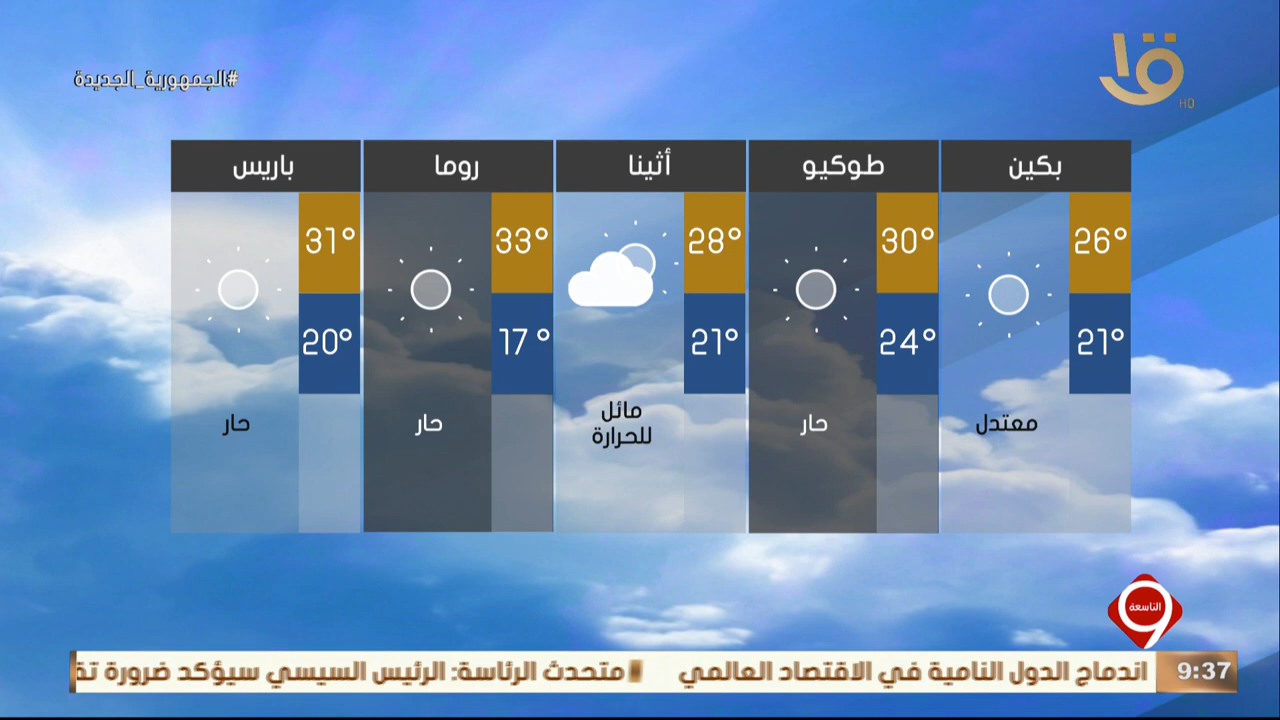 #الجمهورية_الجديدة
HD
بكين
26°
21°
معتدل
طوكيو
30°
24°
حار
أثينا
28°
21°
مائل
للحرارة
روما
33°
17 °
حار
باريس
31°
20°
حار
التاسعة
9
9:37
اندماج الدول النامية في الاقتصاد العالمي
متحدث الرئاسة: الرئيس السيسي سيؤكد ضرورة